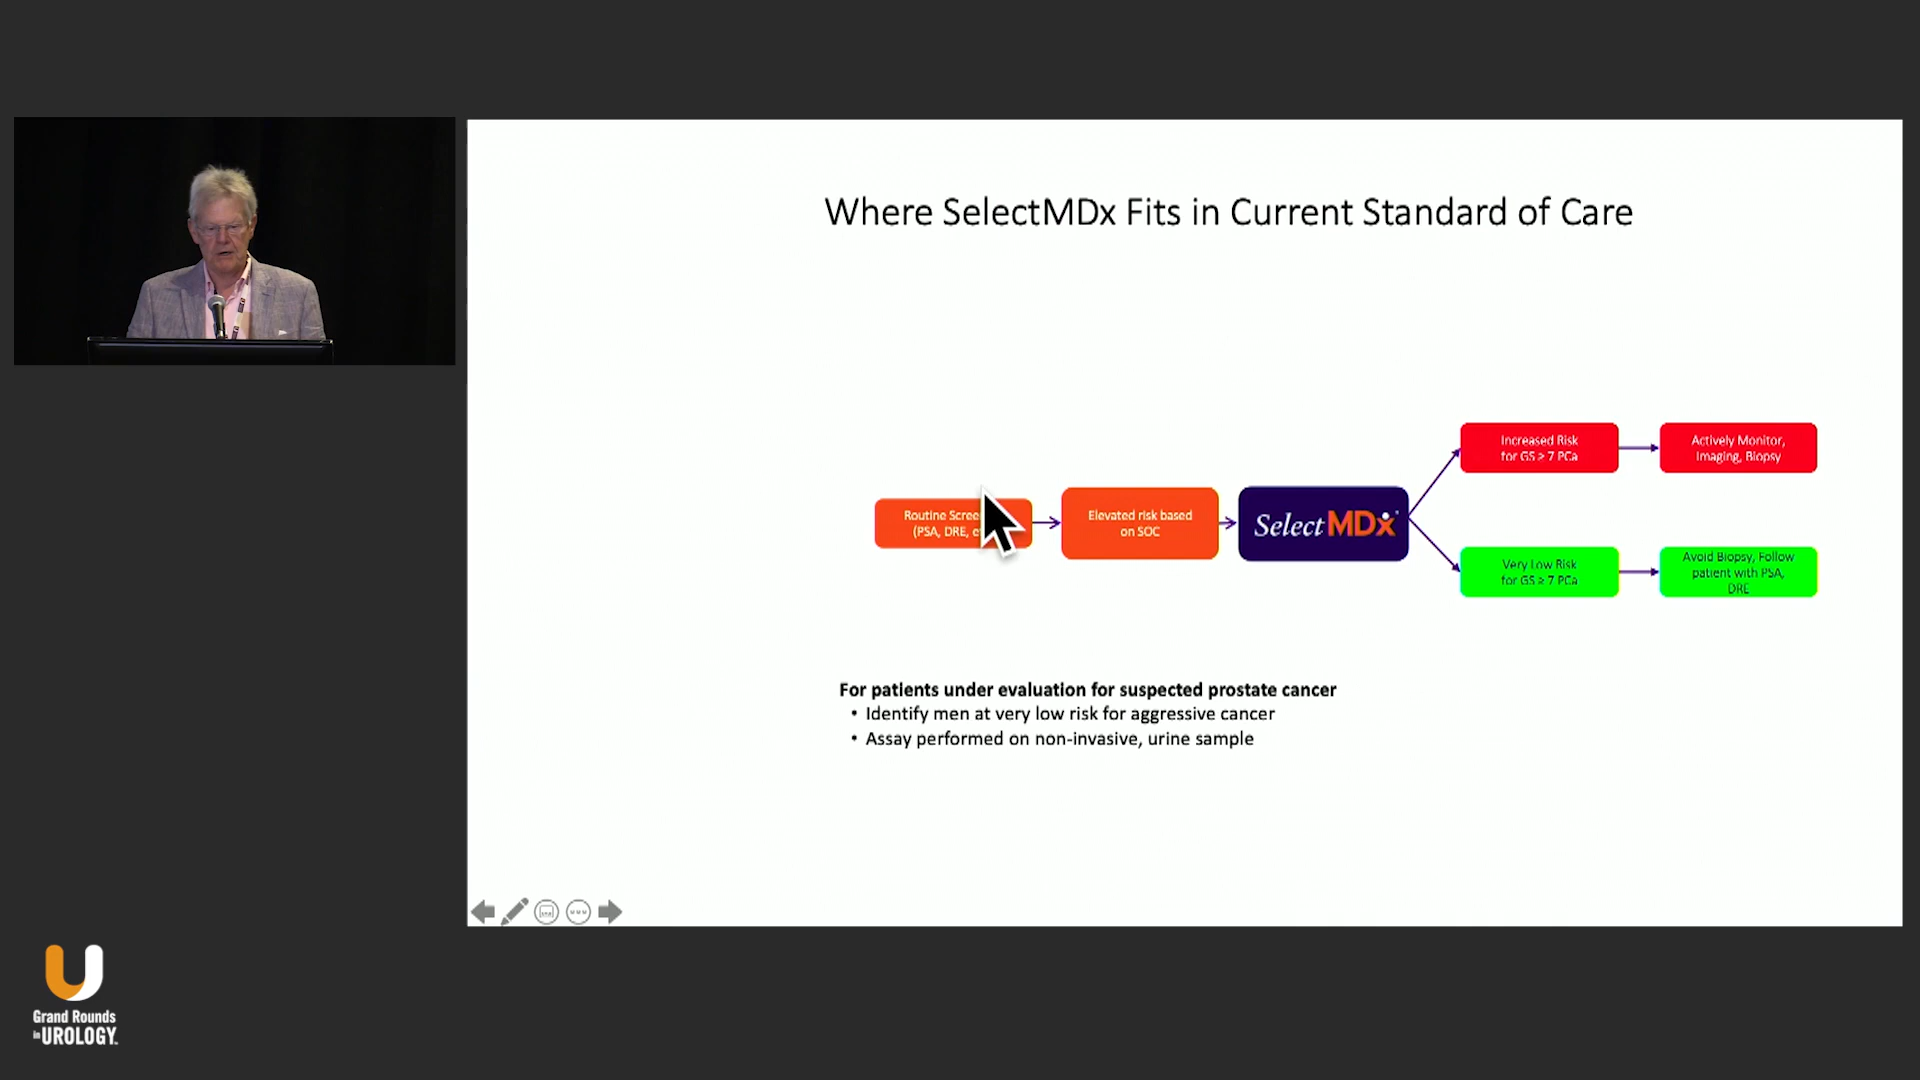 Where SelectMDx Fits in Current Standard of Care
Increased Risk
for GS ≥ 7 PCa
Actively Monitor,
Imaging, Biopsy
Routine
(PSA, DRE,
Elevated risk based
on SOC
Select MDx
Very Low Risk
for GS ≥ 7 PCa
Avoid Biopsy, Follow
patient with PSA,
DRE
For patients under evaluation for suspected prostate cancer
• Identify men at very low risk for aggressive cancer
• Assay performed on non-invasive, urine sample
Grand Rounds
in UROLOGY